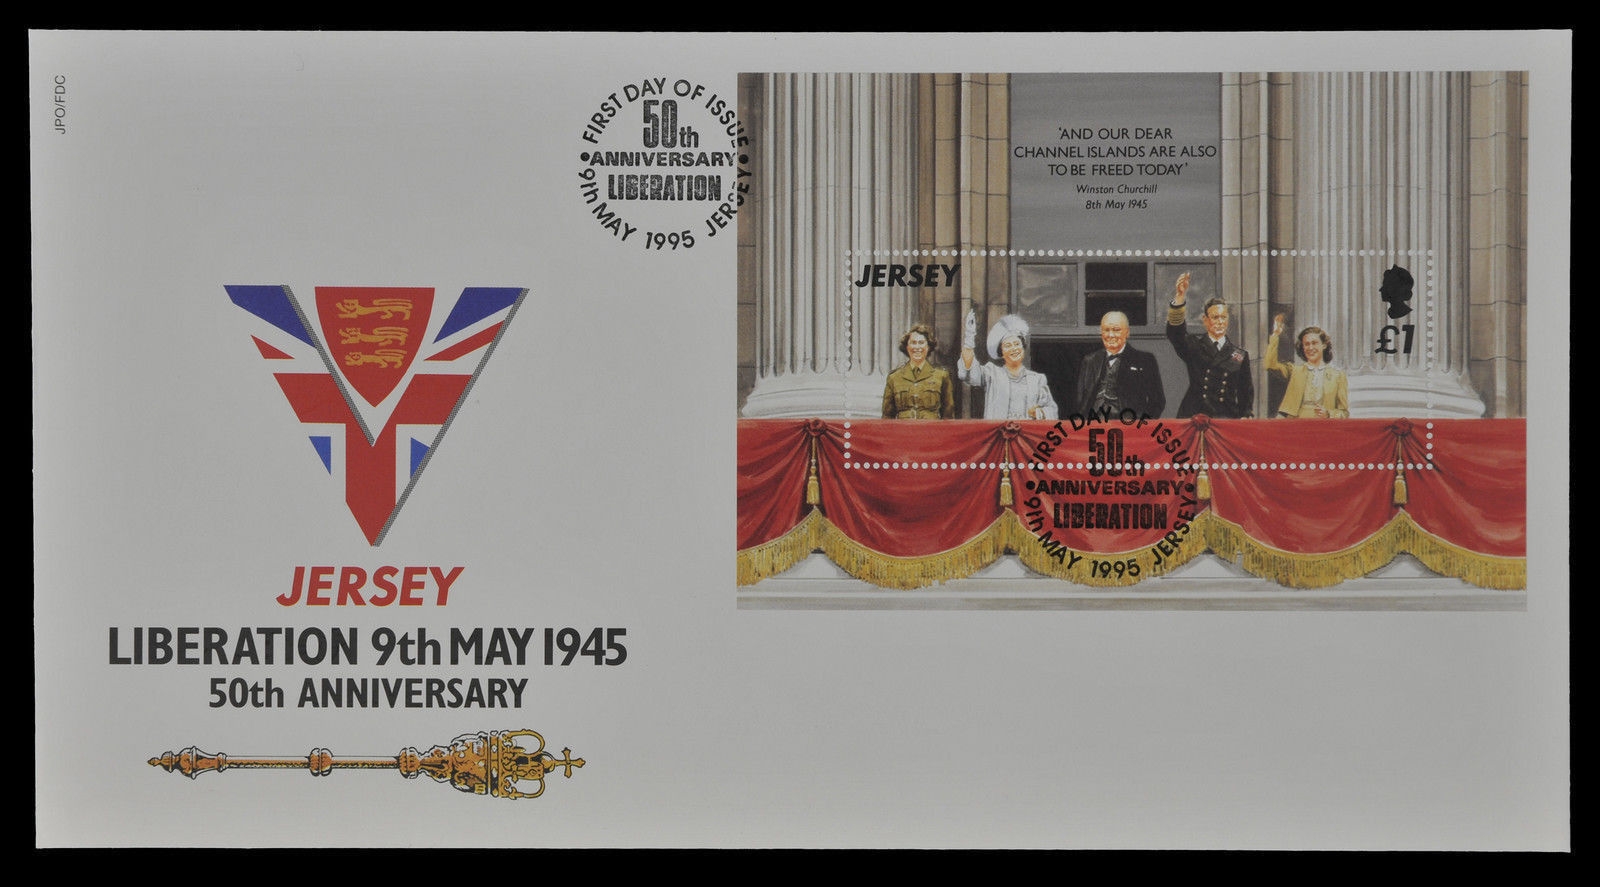 JPO/FDC
FIRST DAY OF ISSUE
50th
ANNIVERSARY
LIBERATION
9th MAY 1995 JERSEY
'AND OUR DEAR
CHANNEL ISLANDS ARE ALSO
TO BE FREED TODAY'
Winston Churchill
8th May 1945
JERSEY
£1
FIRST DAY OF ISSUE
50th
ANNIVERSARY
LIBERATION
9th MAY 1995 JERSEY
JERSEY
LIBERATION 9th MAY 1945
50th ANNIVERSARY